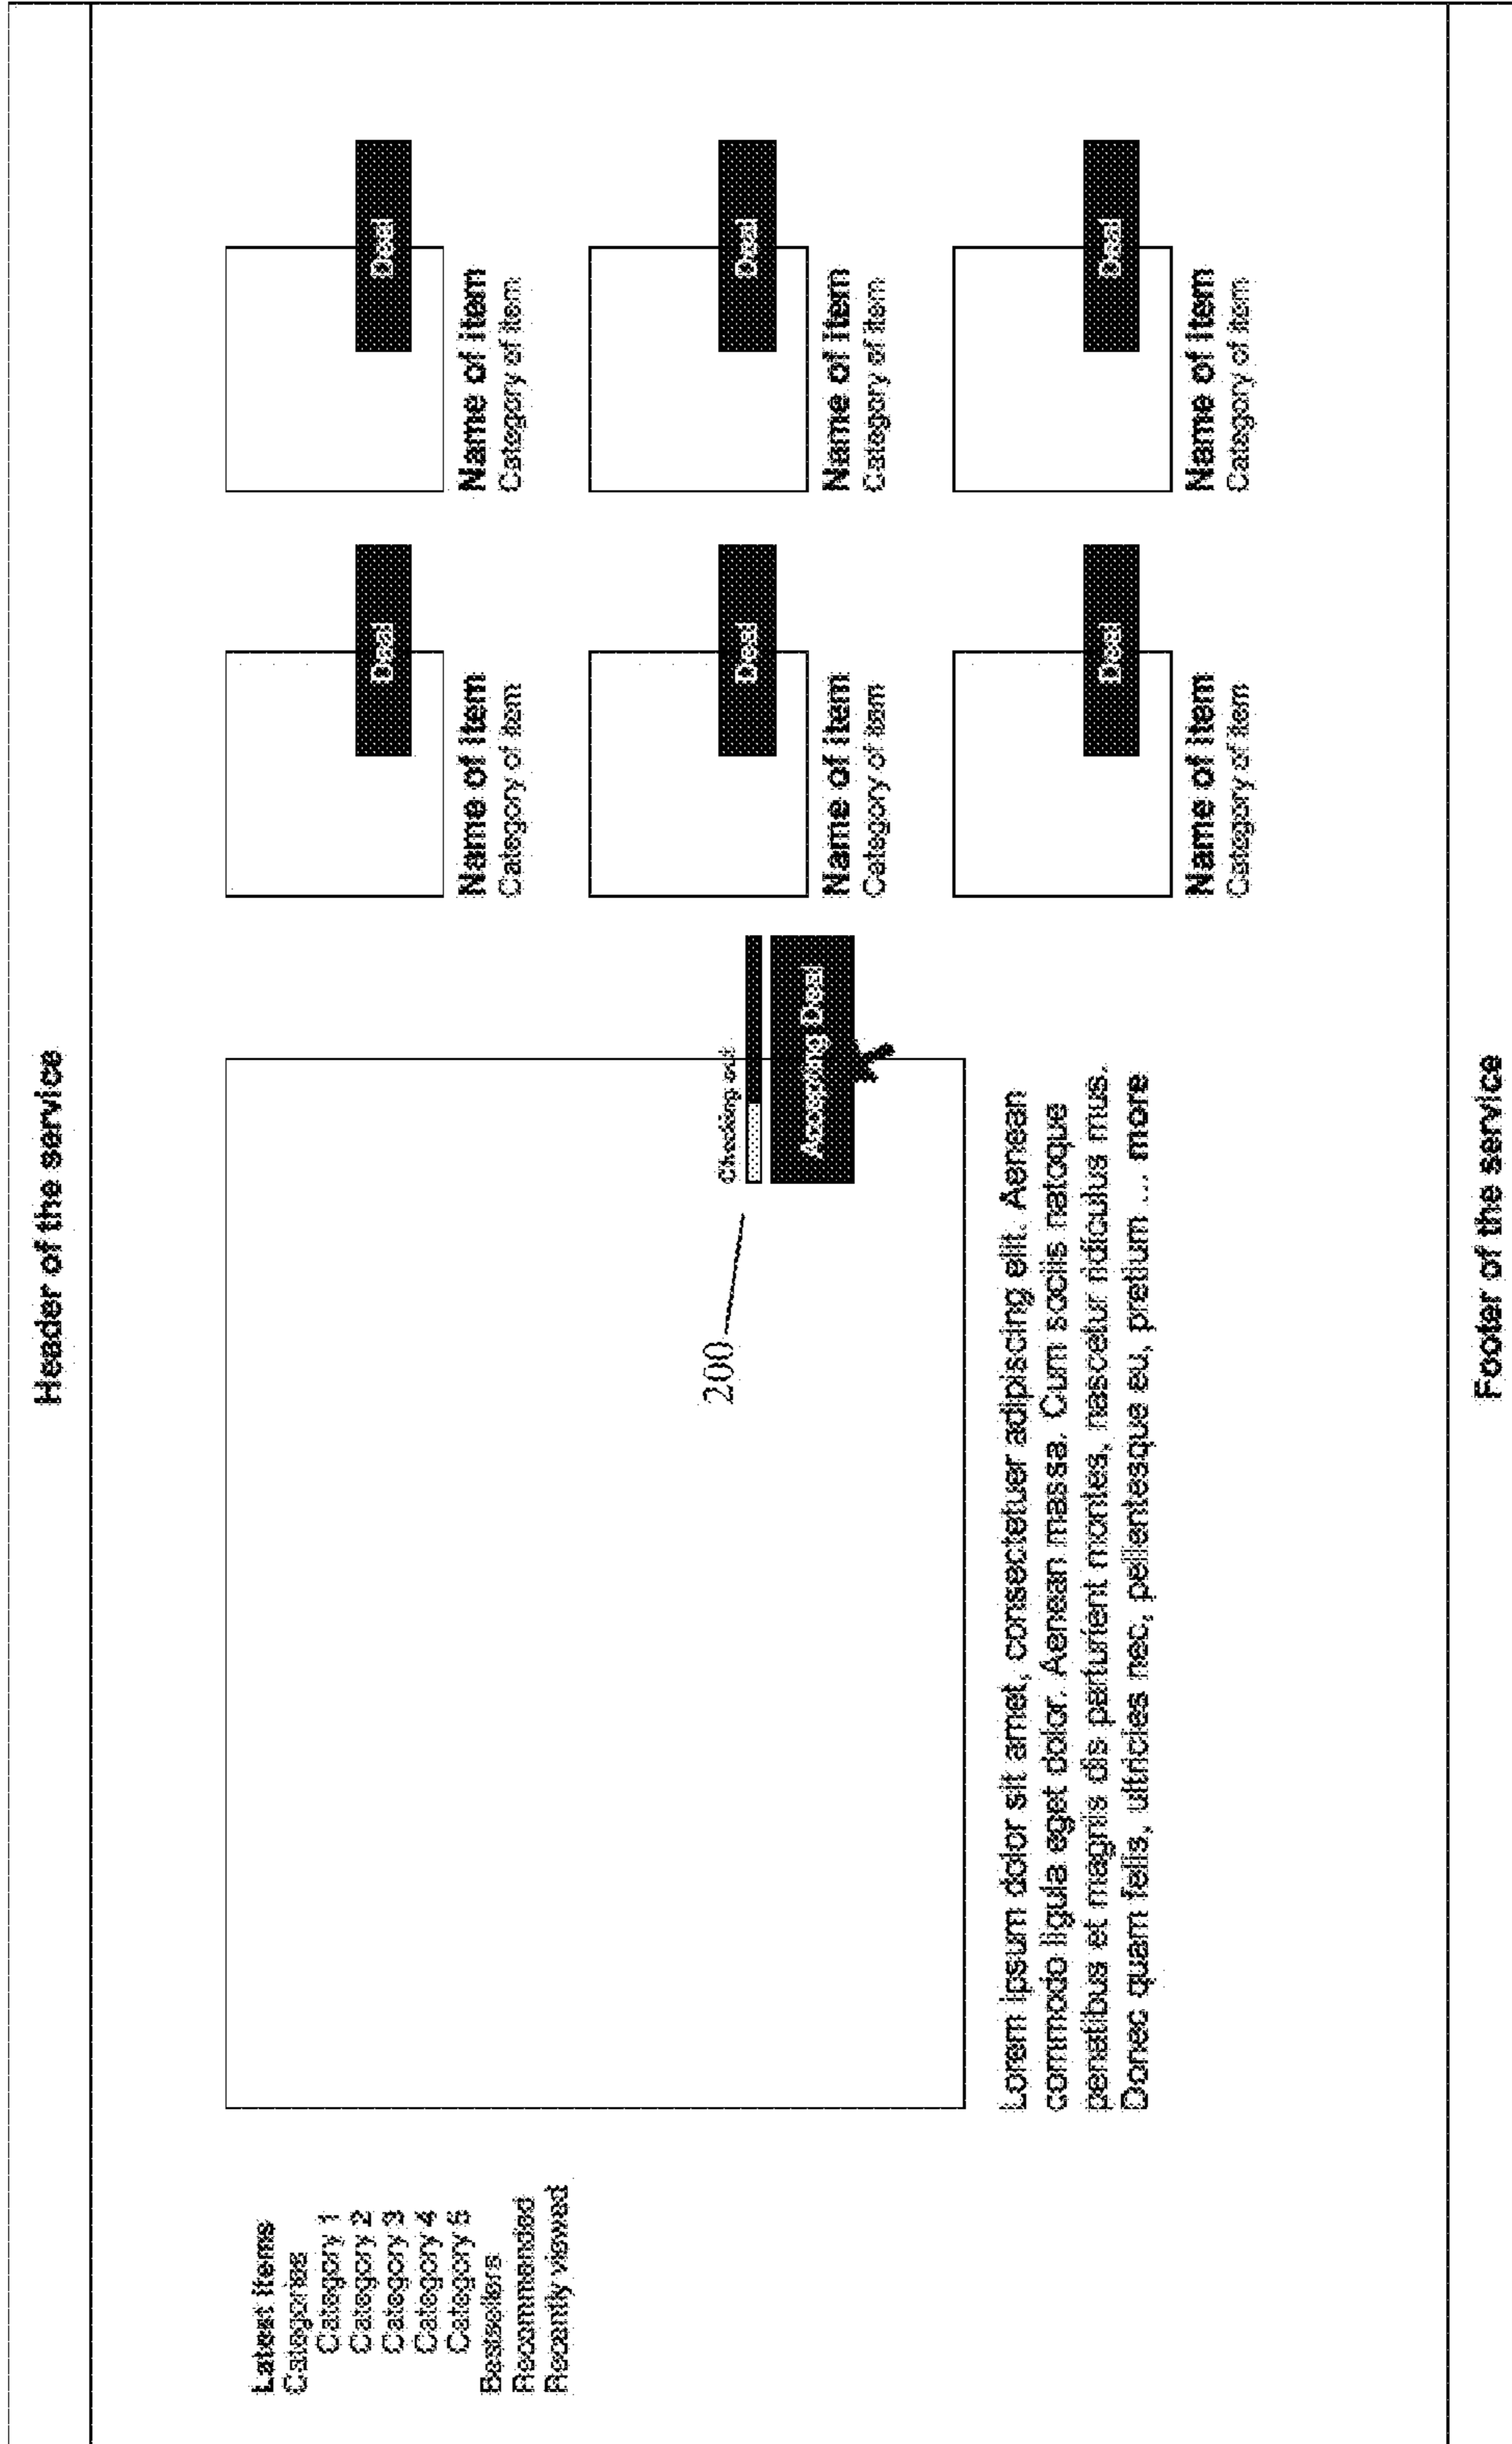 Header of the service
Latest items
Categories
Category 1
Category 2
Category 3
Category 4
Category 5
Bestsellers
Recommended
Recently viewed
200
Checking out
Accepting Deal
Lorem ipsum dolor sit amet, consectetuer adipiscing elit. Aenean
commodo ligula eget dolor. Aenean massa. Cum sociis natoque
penatibus et magnis dis parturient montes, nascetur ridiculus mus.
Donec quam felis, ultricies nec, pellentesque eu, pretium ... more
Deal
Name of item
Category of item
Deal
Name of item
Category of item
Deal
Name of item
Category of item
Deal
Name of item
Category of item
Deal
Name of item
Category of item
Deal
Name of item
Category of item
Footer of the service